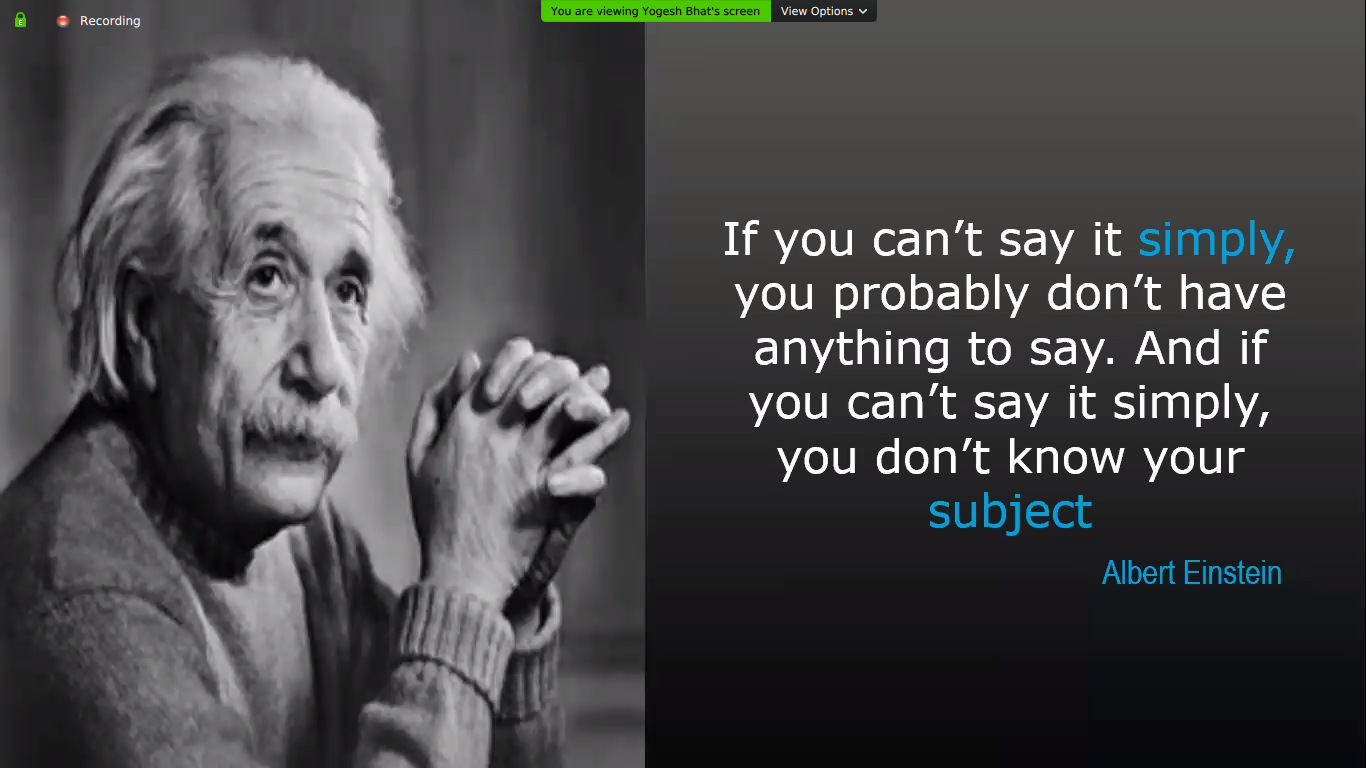 Recording
You are viewing Yogesh Bhat's screen
View Options
If you can’t say it simply,
you probably don’t have
anything to say. And if
you can’t say it simply,
you don’t know your
subject
Albert Einstein